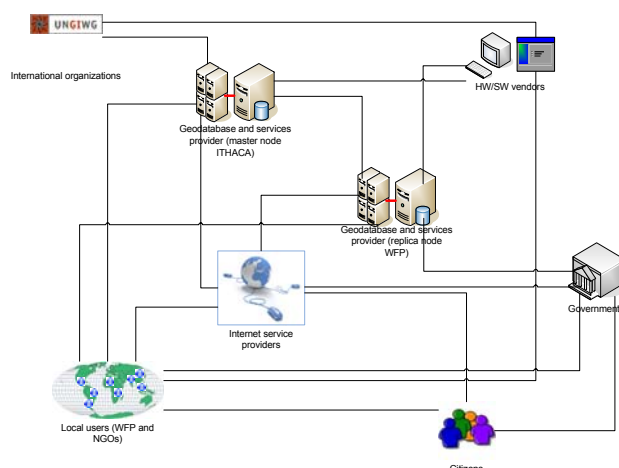 UNGIWG
International organizations
HW/SW vendors
Geodatabase and services
provider (master node
ITHACA)
Geodatabase and services
provider (replica node
WFP)
Government
Internet service
providers
Local users (WFP and
NGOs)
Citizens